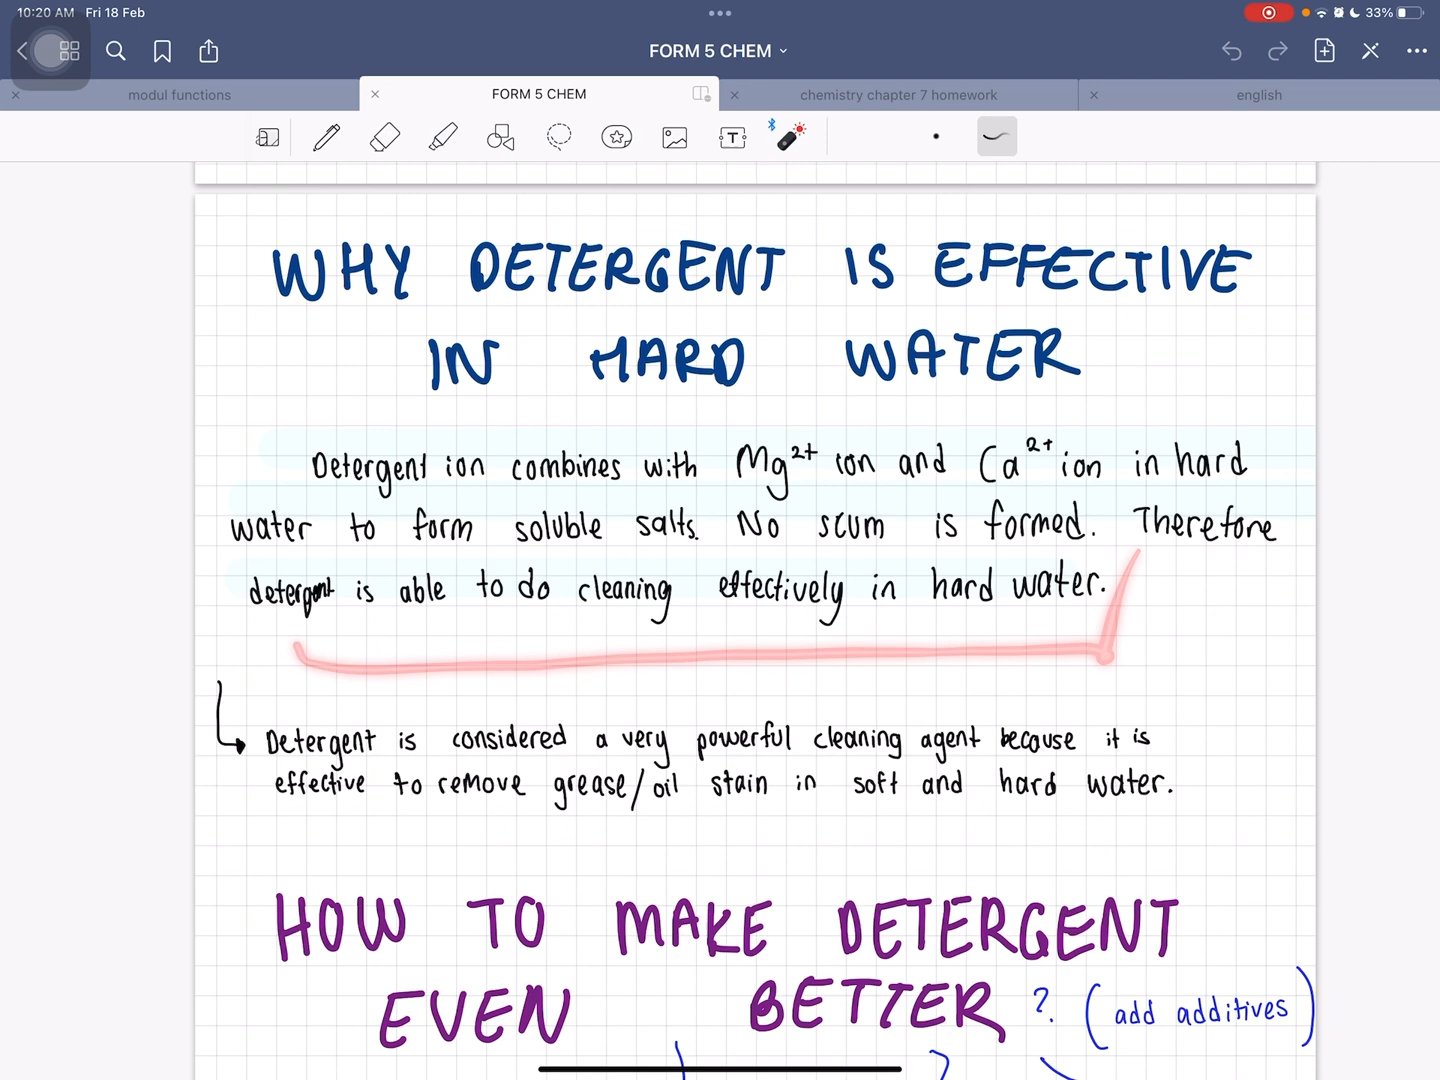 10:20 AM Fri 18 Feb
33%
FORM 5 CHEM
modul functions
FORM 5 CHEM
chemistry chapter 7 homework
english
T
WHY DETERGENT IS EFFECTIVE
IN HARD WATER
Detergent ion combines with Mg²⁺ ion and Ca²⁺ ion in hard
water to form soluble salts. No scum is formed. Therefore
detergent is able to do cleaning effectively in hard water.
Detergent is considered a very powerful cleaning agent because it is
effective to remove grease/oil stain in soft and hard water.
HOW TO MAKE DETERGENT
EVEN BETTER ? (add additives)